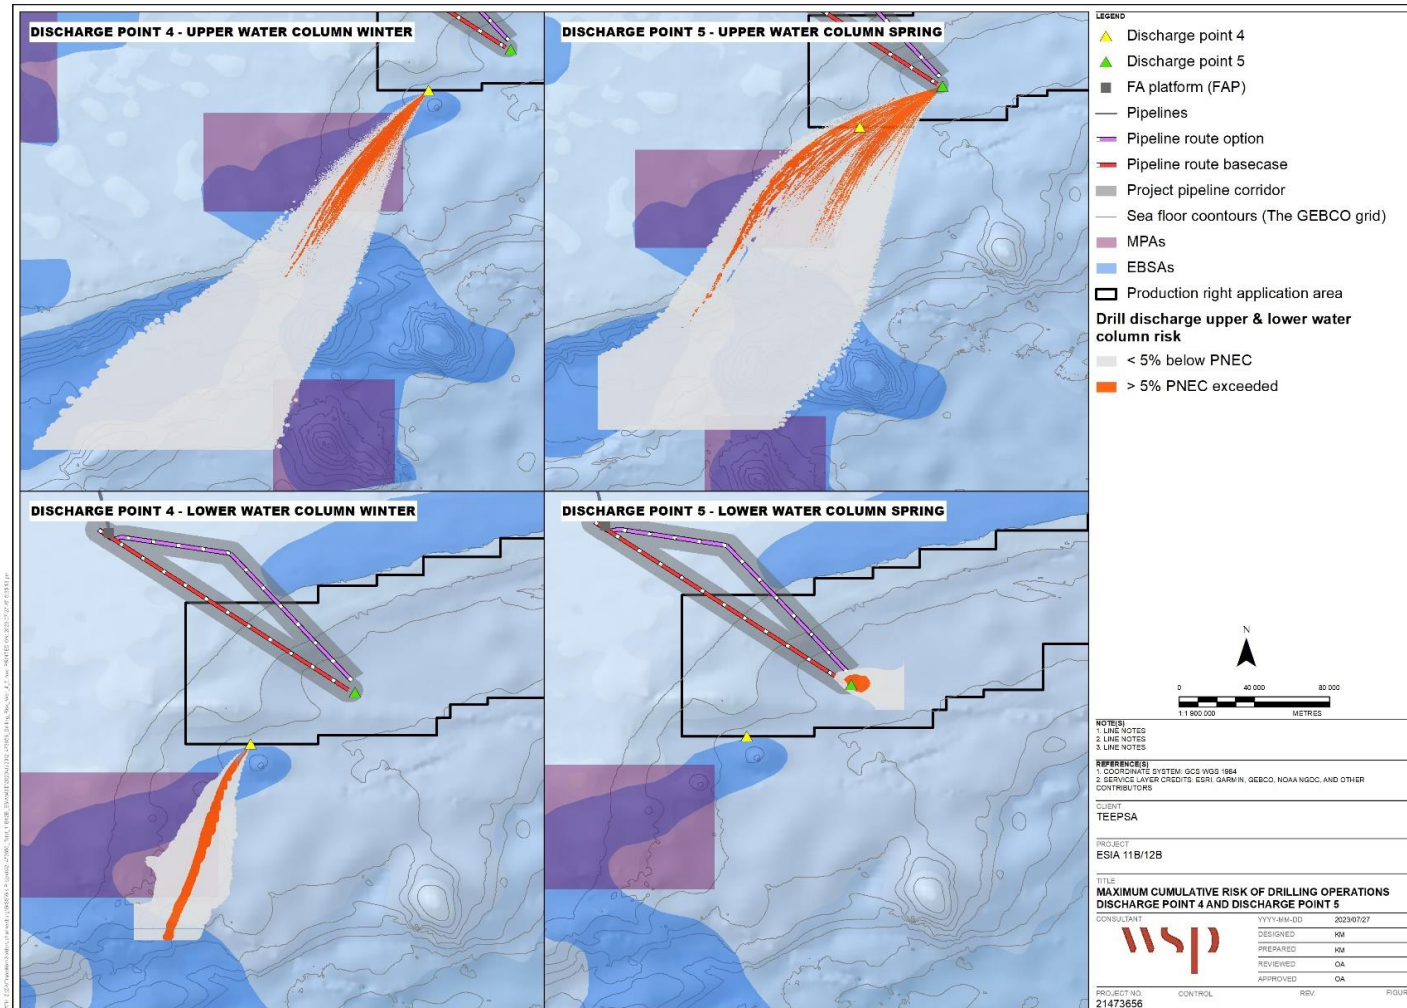 DISCHARGE POINT 4 - UPPER WATER COLUMN WINTER
DISCHARGE POINT 5 - UPPER WATER COLUMN SPRING
DISCHARGE POINT 4 - LOWER WATER COLUMN WINTER
DISCHARGE POINT 5 - LOWER WATER COLUMN SPRING
LEGEND
Discharge point 4
Discharge point 5
FA platform (FAP)
Pipelines
Pipeline route option
Pipeline route basecase
Project pipeline corridor
Sea floor coontours (The GEBCO grid)
MPAs
EBSAs
Production right application area
Drill discharge upper & lower water
column risk
< 5% below PNEC
> 5% PNEC exceeded
N
0 40 000 80 000
1:1 900 000 METRES
NOTE(S)
1. LINE NOTES
2. LINE NOTES
3. LINE NOTES
REFERENCE(S)
1. COORDINATE SYSTEM: GCS WGS 1984
2. SERVICE LAYER CREDITS: ESRI, GARMIN, GEBCO, NOAA NGDC, AND OTHER
CONTRIBUTORS
CLIENT
TEEPSA
PROJECT
ESIA 11B/12B
TITLE
MAXIMUM CUMULATIVE RISK OF DRILLING OPERATIONS
DISCHARGE POINT 4 AND DISCHARGE POINT 5
CONSULTANT
wsp
YYYY-MM-DD 2023/07/27
DESIGNED KM
PREPARED KM
REVIEWED OA
APPROVED OA
PROJECT NO. CONTROL REV. FIGUR
21473656